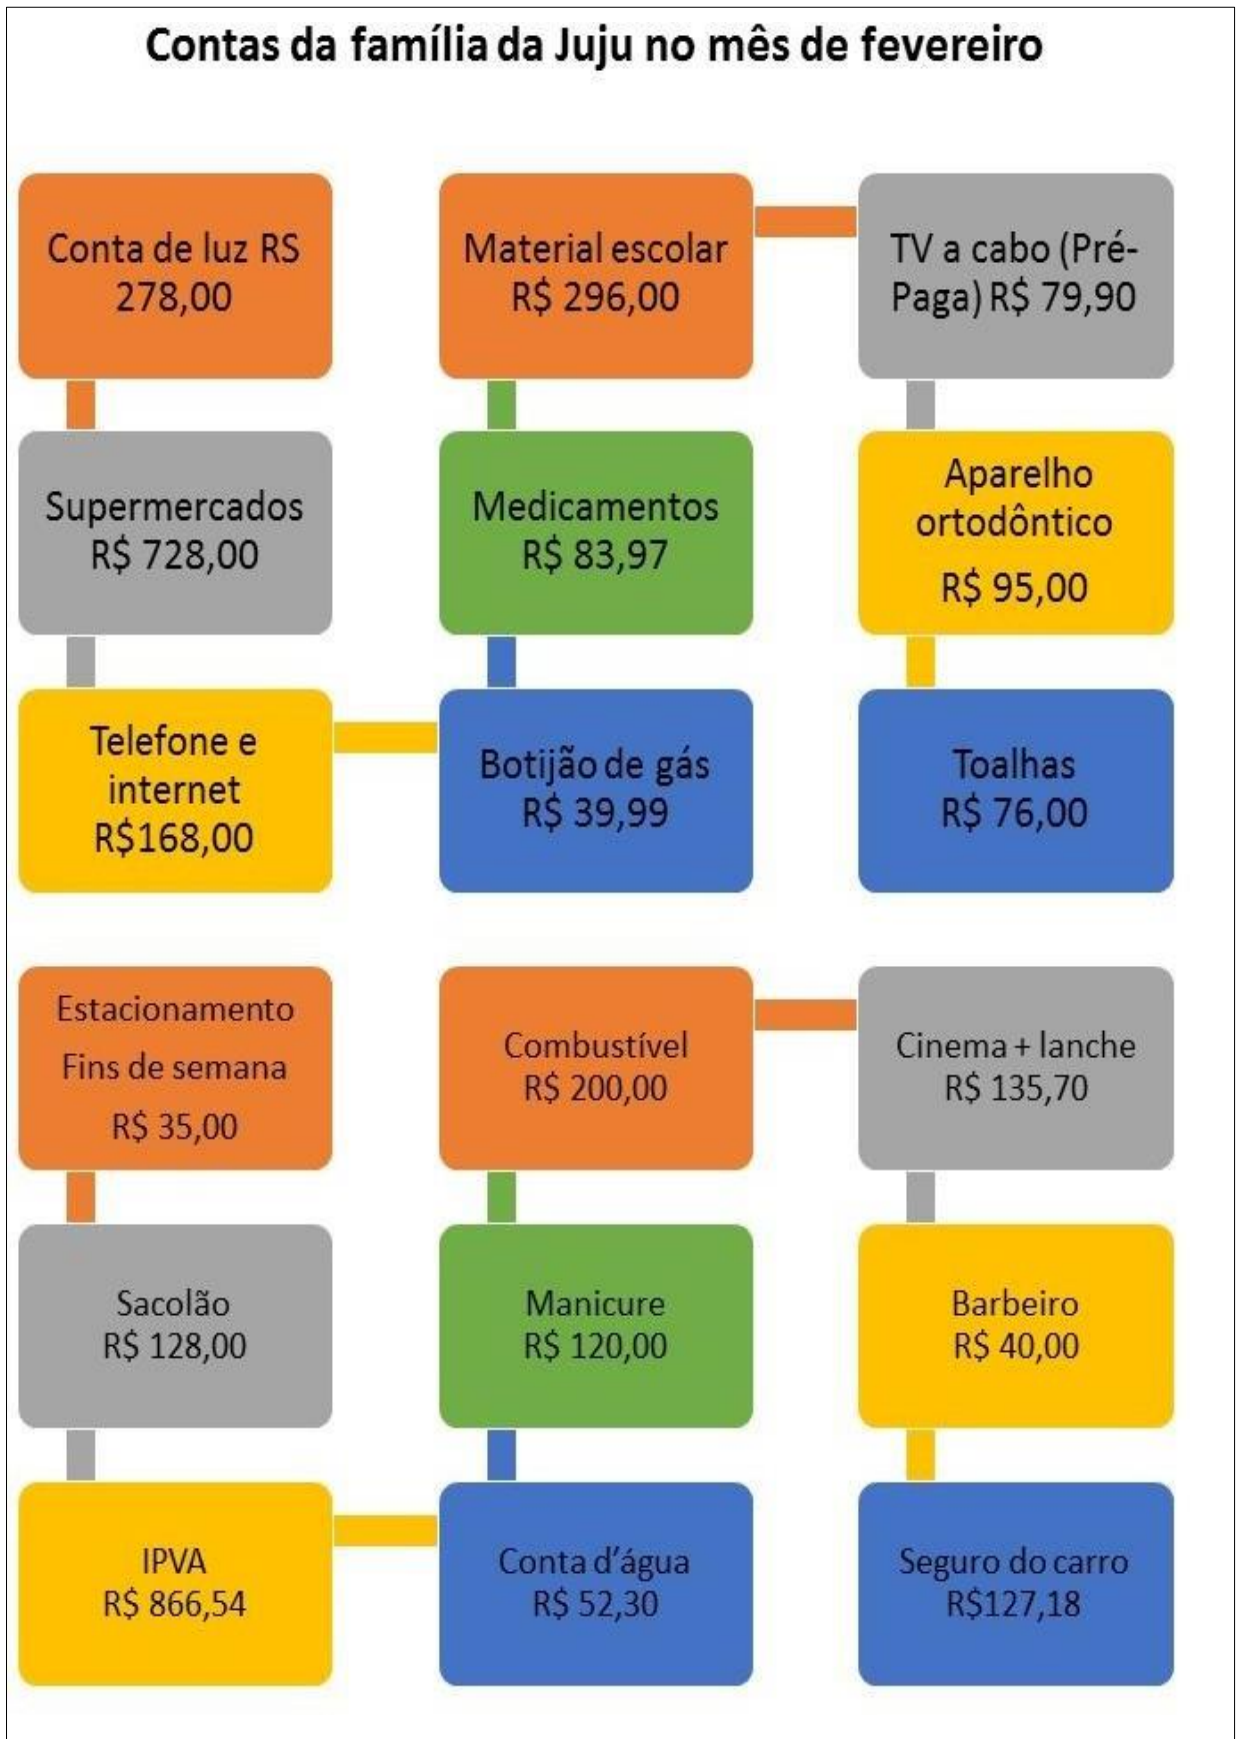 Contas da família da Juju no mês de fevereiro
Conta de luz RS
278,00
Supermercados
R$ 728,00
Telefone e
internet
R$168,00
Botijão de gás
R$ 39,99
Medicamentos
R$ 83,97
Material escolar
R$ 296,00
TV a cabo (Pré-
Paga) R$ 79,90
Aparelho
ortodôntico
R$ 95,00
Toalhas
R$ 76,00
Estacionamento
Fins de semana
R$ 35,00
Sacolão
R$ 128,00
IPVA
R$ 866,54
Conta d’água
R$ 52,30
Manicure
R$ 120,00
Combustível
R$ 200,00
Cinema + lanche
R$ 135,70
Barbeiro
R$ 40,00
Seguro do carro
R$127,18